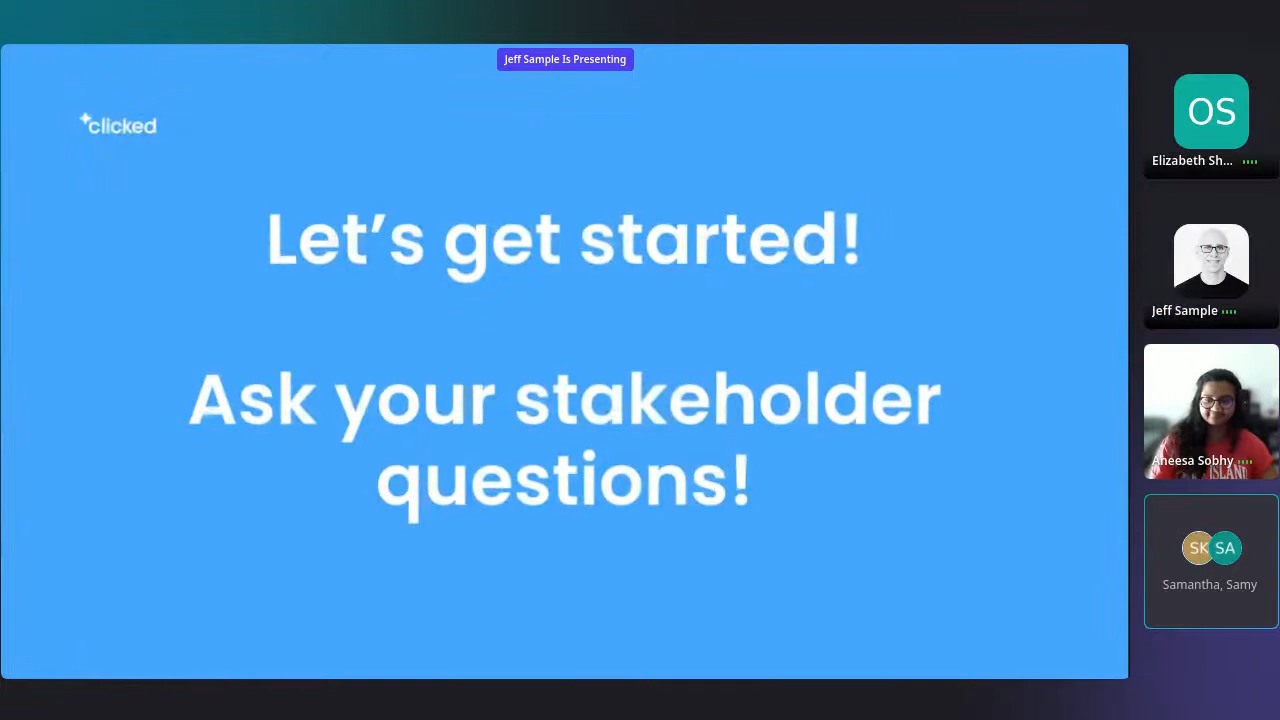 Jeff Sample Is Presenting
clicked
Let’s get started!
Ask your stakeholder
questions!
OS
Elizabeth Sh...
Jeff Sample
Aneesa Sobhy
ISLAND
SK SA
Samantha, Samy